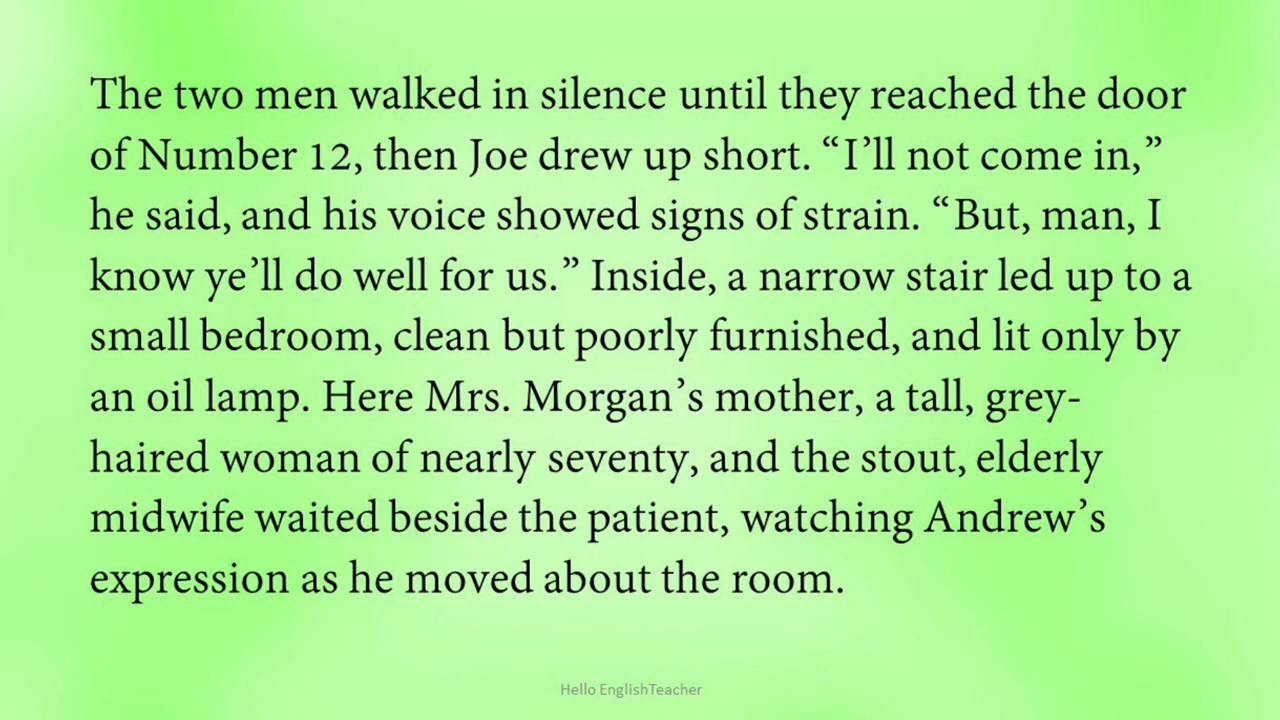 The two men walked in silence until they reached the door
of Number 12, then Joe drew up short. “I’ll not come in,”
he said, and his voice showed signs of strain. “But, man, I
know ye’ll do well for us.” Inside, a narrow stair led up to a
small bedroom, clean but poorly furnished, and lit only by
an oil lamp. Here Mrs. Morgan’s mother, a tall, grey-
haired woman of nearly seventy, and the stout, elderly
midwife waited beside the patient, watching Andrew’s
expression as he moved about the room.
Hello EnglishTeacher